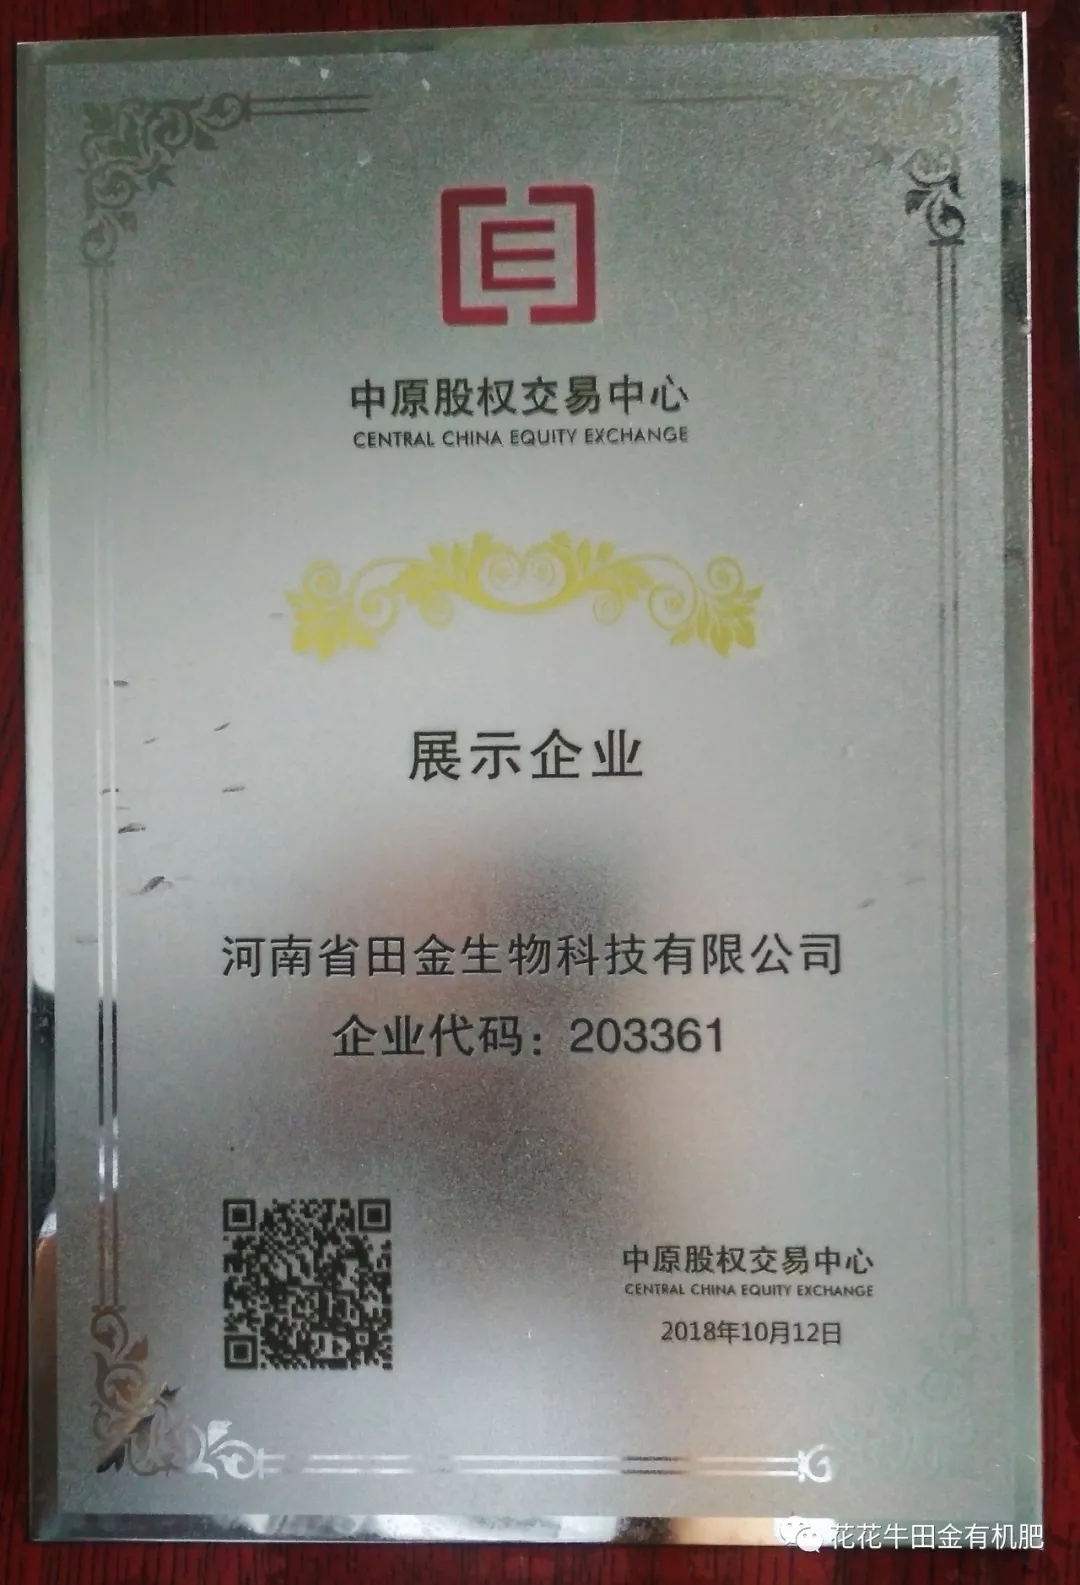 中原股权交易中心
CENTRAL CHINA EQUITY EXCHANGE
展示企业
河南省田金生物科技有限公司
企业代码：203361
中原股权交易中心
CENTRAL CHINA EQUITY EXCHANGE
2018年10月12日
花花牛田金有机肥